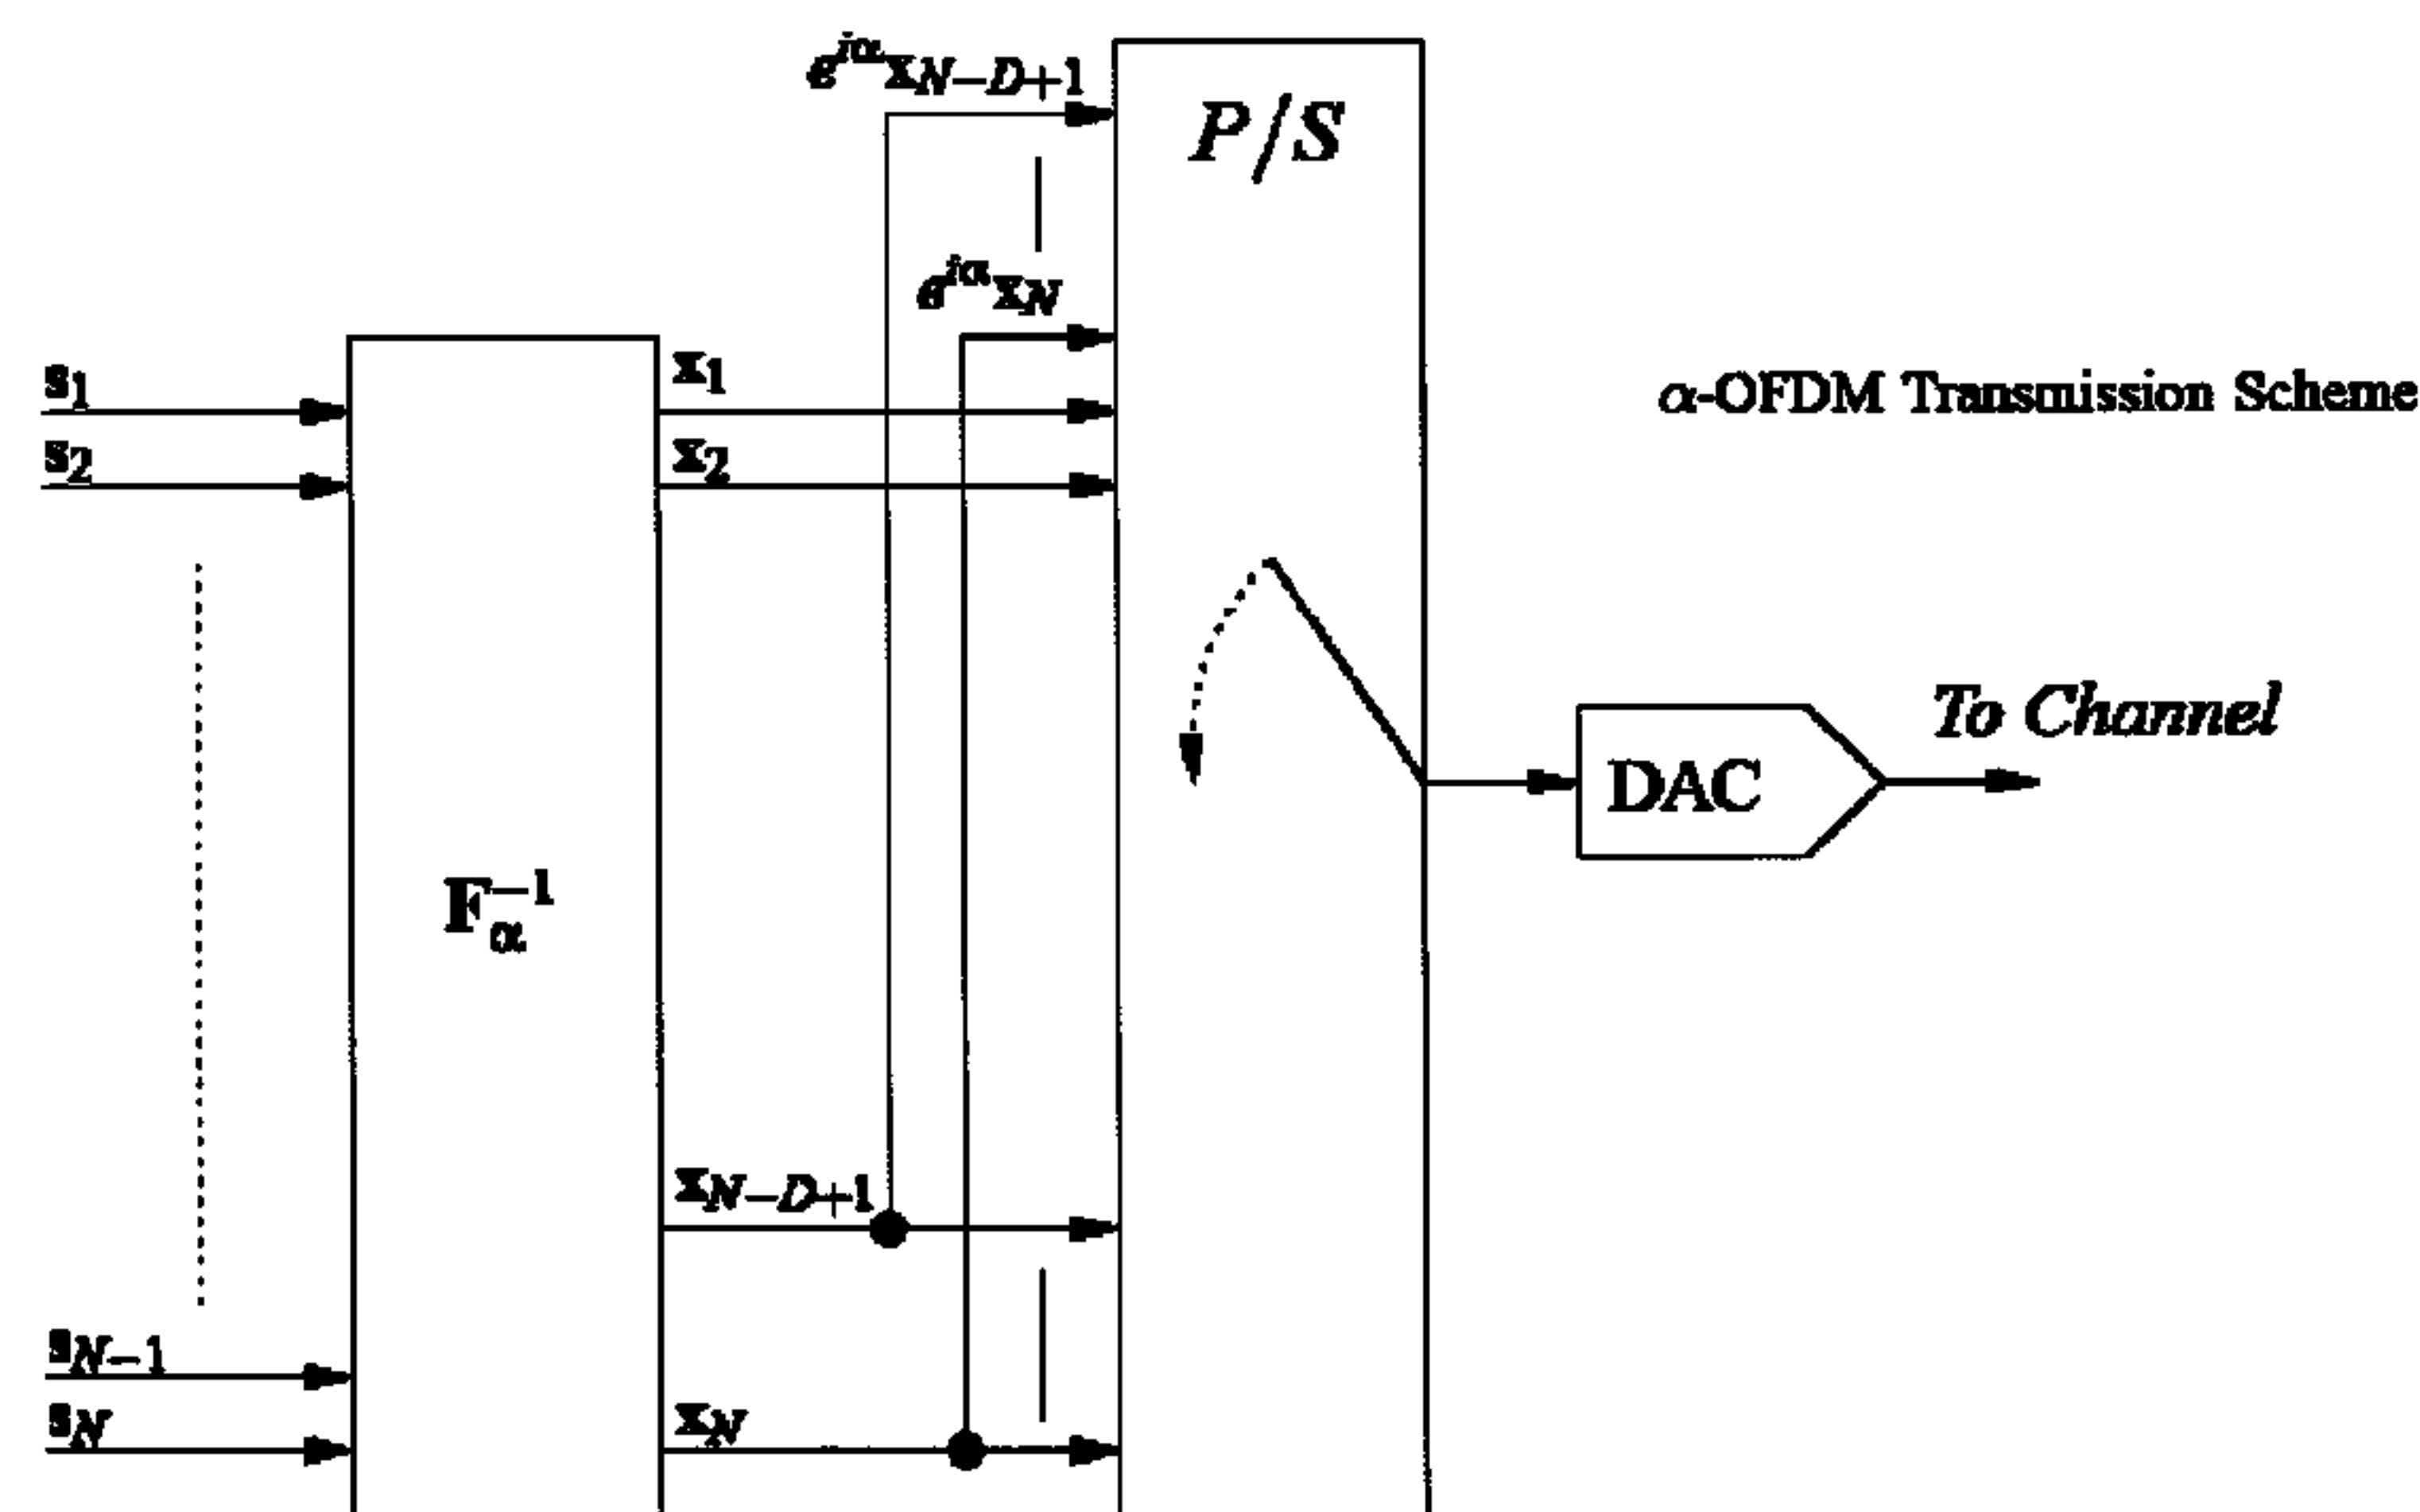 e^{jα}x_{N−D+1}
P/S
e^{jα}x_N
s_1
x_1
α-OFDM Transmission Scheme
s_2
x_2
To Channel
DAC
F_α^{−1}
x_{N−D+1}
s_{N−1}
s_N
x_N